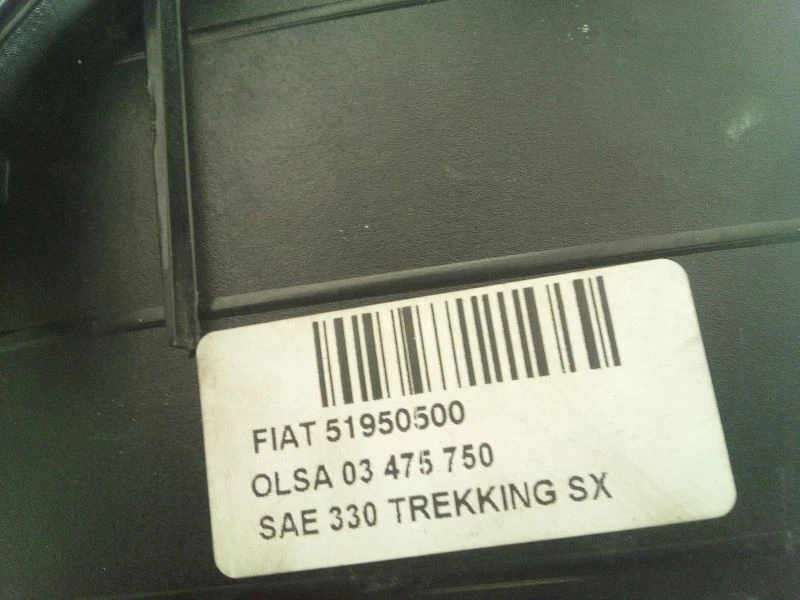 FIAT 51950500
OLSA 03 475 750
SAE 330 TREKKING SX